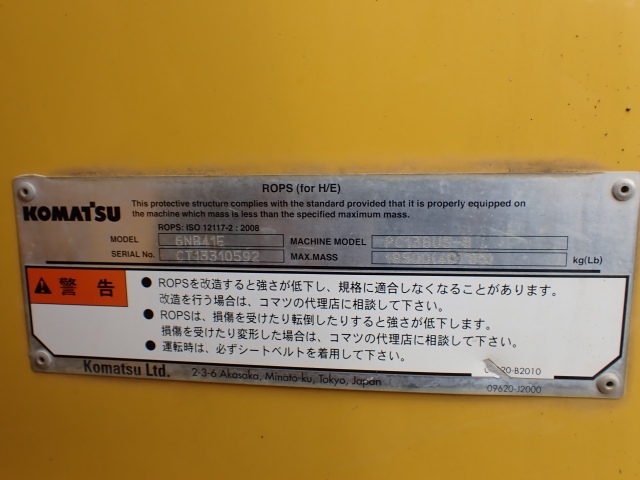 ROPS (for H/E)
KOMATSU
This protective structure complies with the standard provided that it is properly equipped on
the machine which mass is less than the specified maximum mass.
ROPS: ISO 12117-2 : 2008
MODEL 6NB41E MACHINE MODEL PC138US-
SERIAL No. CT13310592 MAX.MASS kg(Lb)
警告
● ROPSを改造すると強さが低下し、規格に適合しなくなることがあります。
改造を行う場合は、コマツの代理店に相談して下さい。
● ROPSは、損傷を受けたり転倒したりすると強さが低下します。
損傷を受けたり変形した場合は、コマツの代理店に相談して下さい。
● 運転時は、必ずシートベルトを着用して下さい。
20-B2010
Komatsu Ltd. 2-3-6 Akasaka, Minato-ku, Tokyo, Japan
09620-J2000